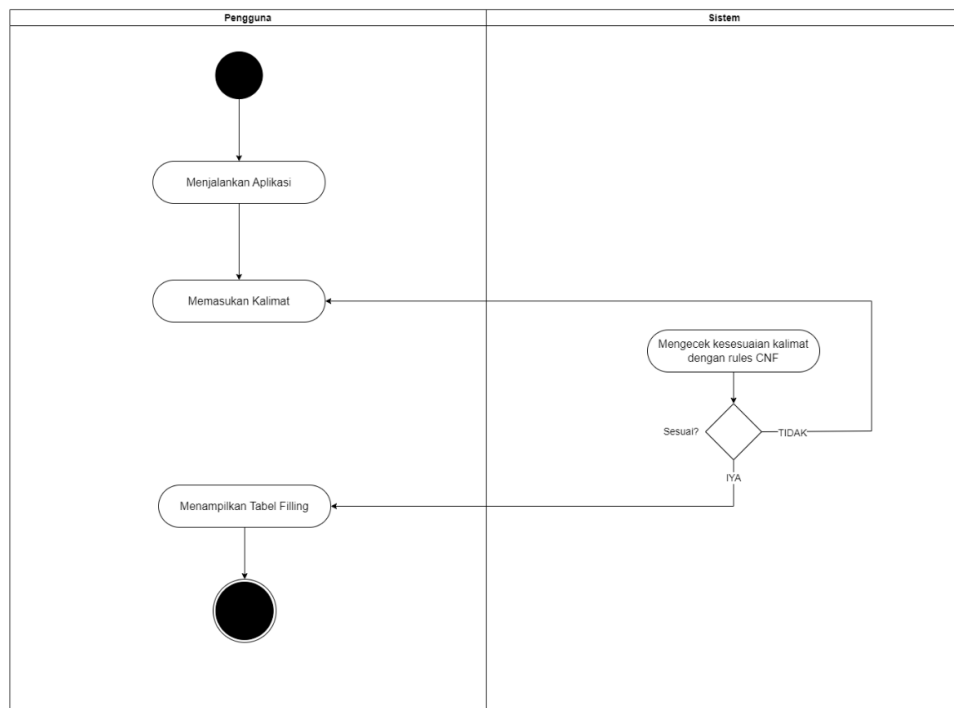 Pengguna
Sistem
Menjalankan Aplikasi
Memasukan Kalimat
Mengecek kesesuaian kalimat
dengan rules CNF
Sesuai?
TIDAK
IYA
Menampilkan Tabel Filling